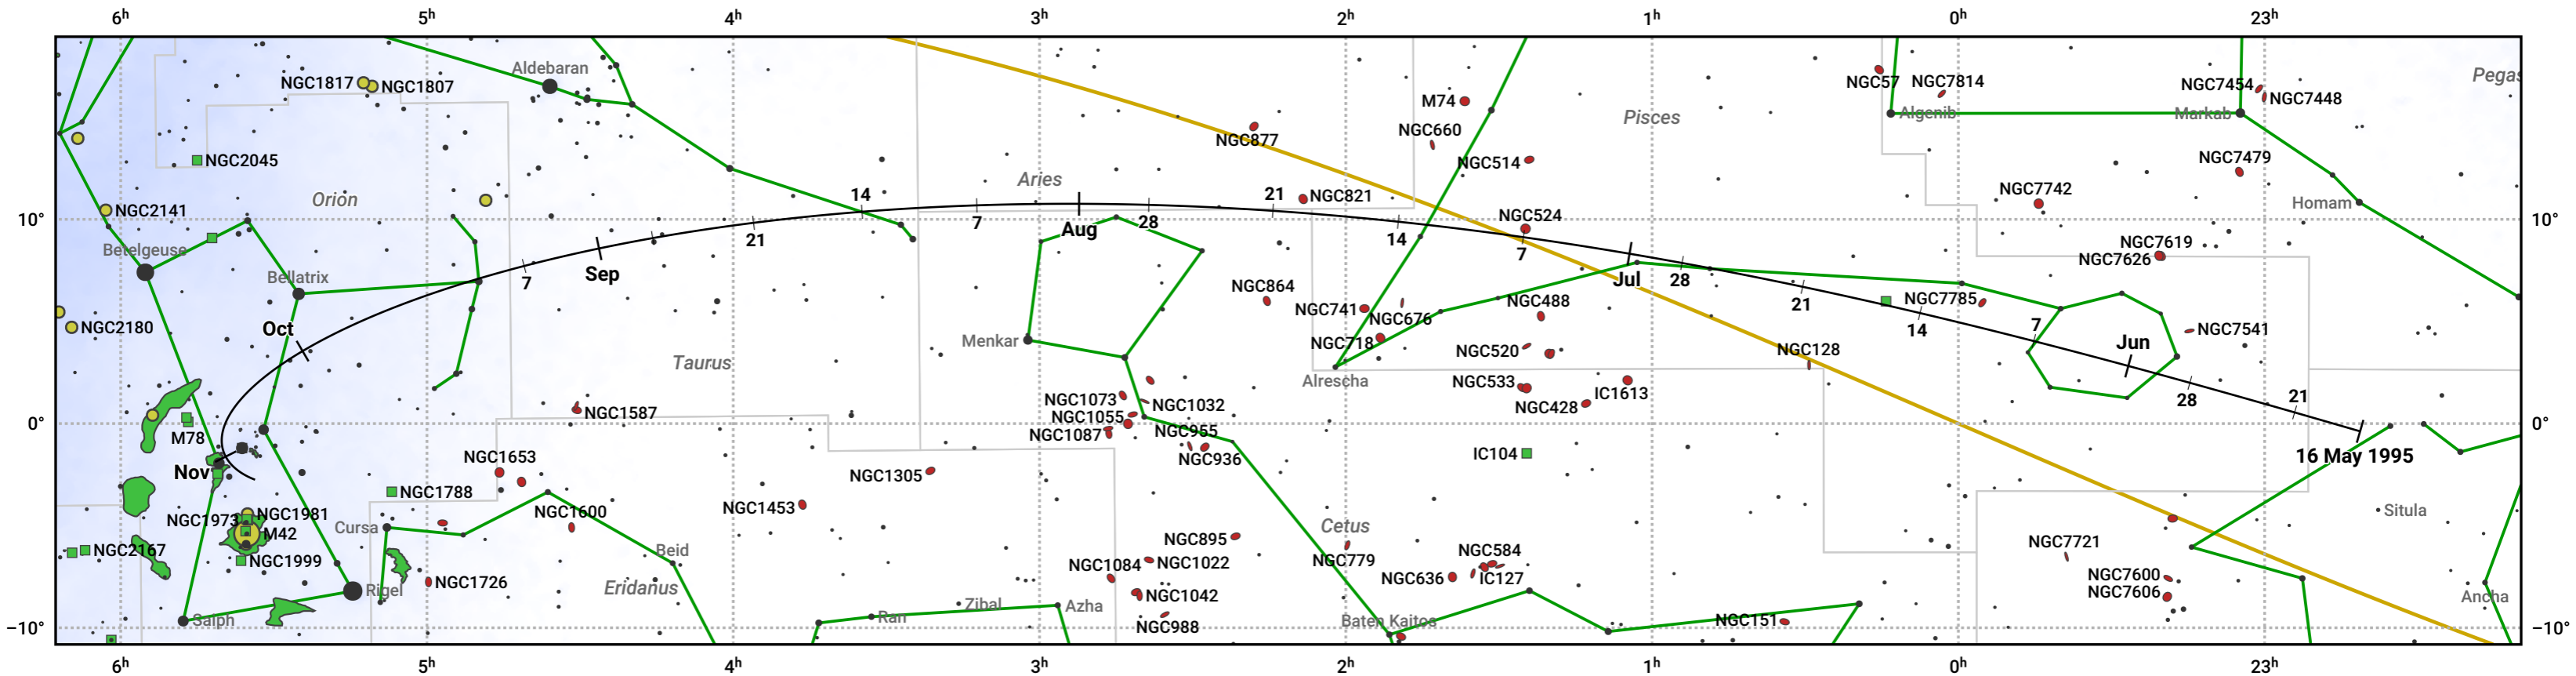 6h 5h 4h 3h 2h 1h 0h 23h
Aldebaran
Pegas
NGC1817 NGC1807
NGC57 NGC7814
NGC7454
NGC7448
M74
Algenib
Markab
NGC660
Pisces
NGC877
NGC2045
NGC514
NGC7479
Aries
Orion
14
21
NGC821
NGC7742
Homam
NGC2141
10°
10°
7
28
NGC524
Aug
21
14
7
NGC7619
Betelgeuse
NGC7626
Bellatrix
Sep
7
Jul
28
NGC864
21
NGC7785
NGC741
NGC488
NGC676
14
7
NGC2180
Oct
NGC7541
Menkar
NGC718
Jun
NGC520
NGC128
Taurus
Alrescha
NGC533
IC1613
28
21
NGC1073
NGC1032
NGC428
NGC1587
NGC1055
0°
0°
M78
NGC1087
NGC955
NGC936
NGC1653
IC104
16 May 1995
Nov
NGC1305
NGC1788
NGC1453
NGC1981
NGC1600
Situla
NGC1973
Cursa
Cetus
M42
NGC895
NGC2167
Beid
NGC584
NGC7721
NGC1999
NGC1084
NGC1022
NGC779
NGC636
IC127
NGC7600
NGC1726
Eridanus
Rigel
NGC1042
NGC7606
Ancha
Zibal
Azha
Saiph
Ran
NGC988
Baten Kaitos
NGC151
−10°
−10°
6h 5h 4h 3h 2h 1h 0h 23h